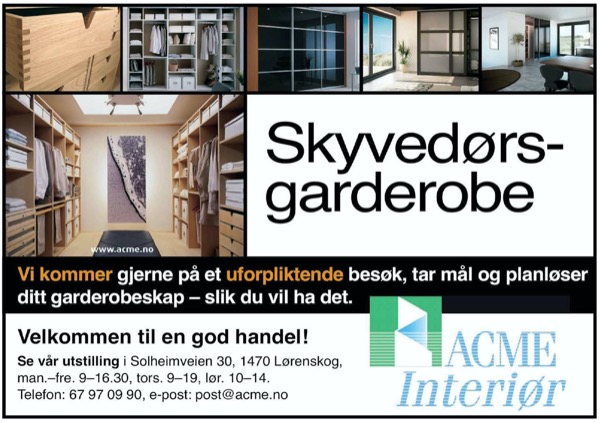 www.acme.no
Skyvedørs-
garderobe
Vi kommer gjerne på et uforpliktende besøk, tar mål og planløser
ditt garderobeskap – slik du vil ha det.
Velkommen til en god handel!
Se vår utstilling i Solheimveien 30, 1470 Lørenskog,
man.–fre. 9–16.30, tors. 9–19, lør. 10–14.
Telefon: 67 97 09 90, e-post: post@acme.no
ACME
Interiør